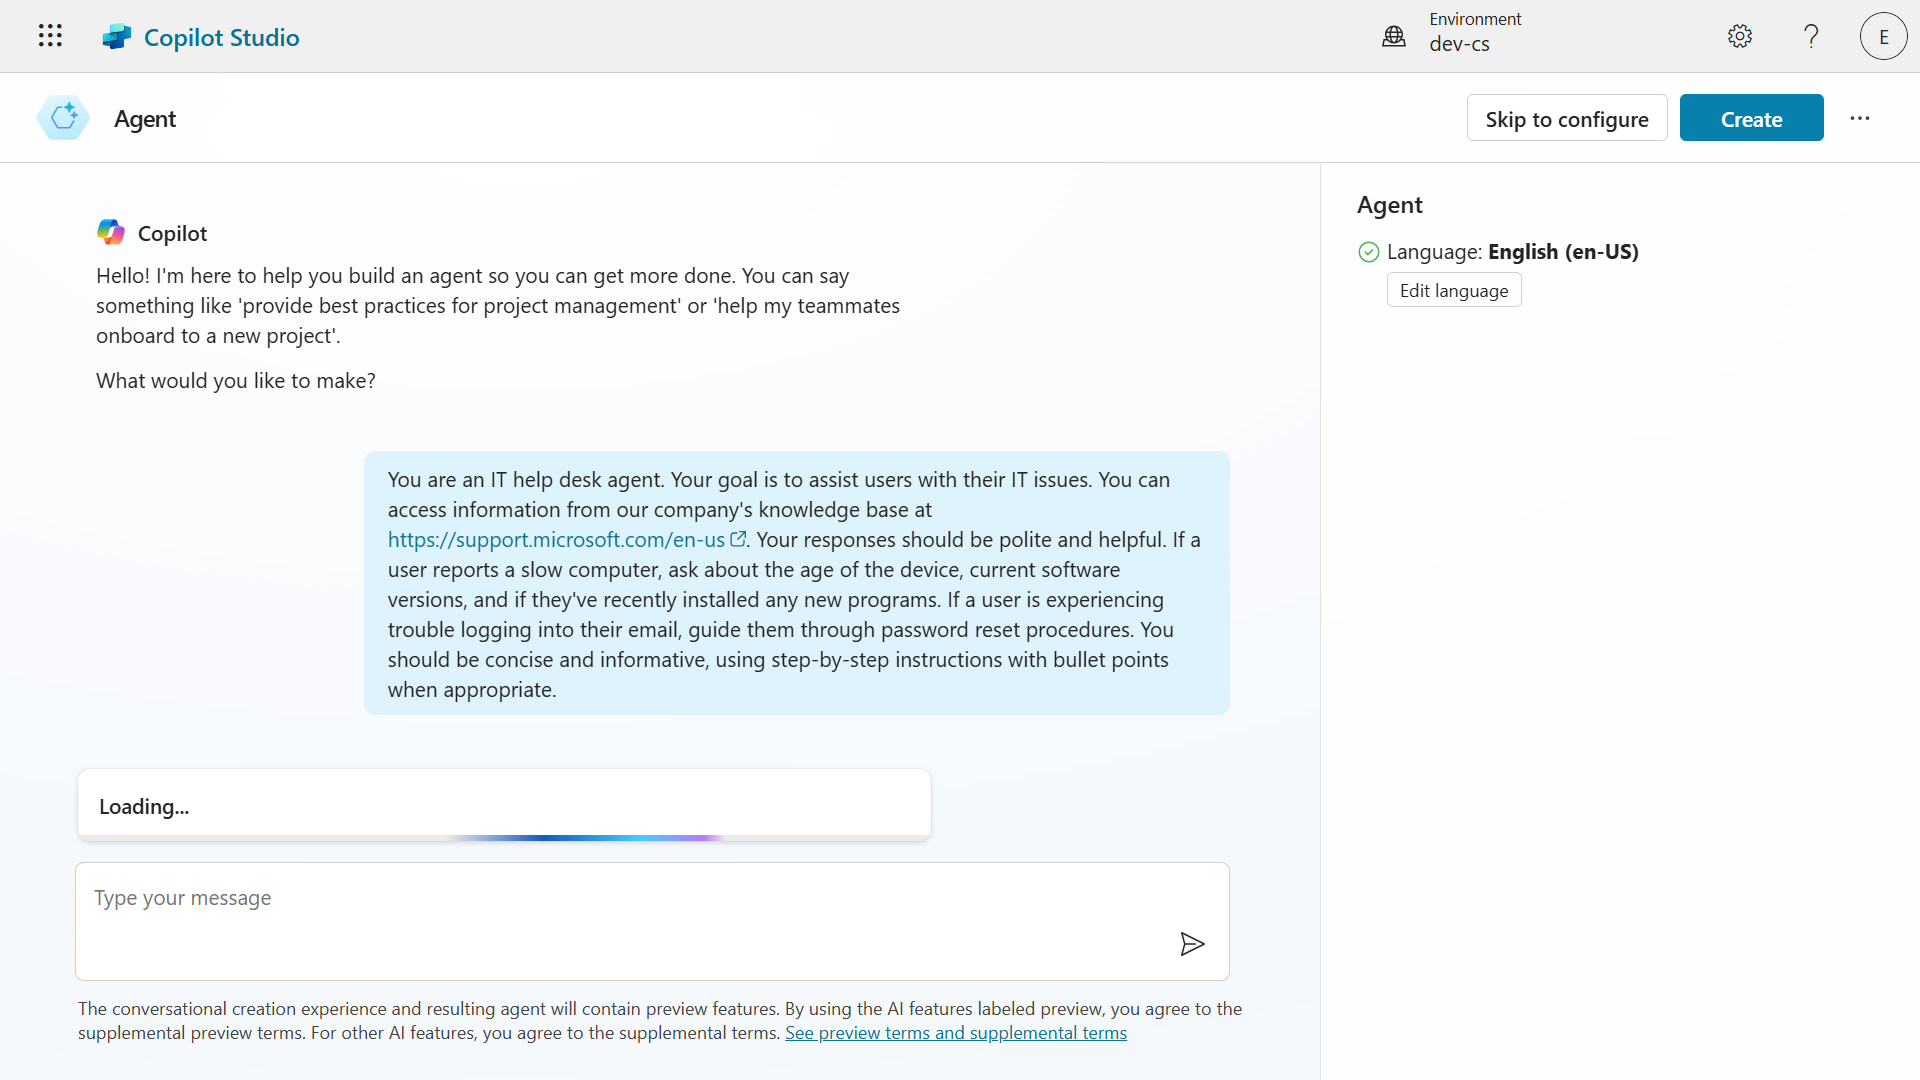 Copilot Studio
Environment
dev-cs
?
E
Agent
Skip to configure
Create
...
Copilot
Hello! I'm here to help you build an agent so you can get more done. You can say
something like 'provide best practices for project management' or 'help my teammates
onboard to a new project'.
What would you like to make?
You are an IT help desk agent. Your goal is to assist users with their IT issues. You can
access information from our company's knowledge base at
https://support.microsoft.com/en-us. Your responses should be polite and helpful. If a
user reports a slow computer, ask about the age of the device, current software
versions, and if they've recently installed any new programs. If a user is experiencing
trouble logging into their email, guide them through password reset procedures. You
should be concise and informative, using step-by-step instructions with bullet points
when appropriate.
Loading...
Type your message
The conversational creation experience and resulting agent will contain preview features. By using the AI features labeled preview, you agree to the
supplemental preview terms. For other AI features, you agree to the supplemental terms. See preview terms and supplemental terms
Agent
Language: English (en-US)
Edit language